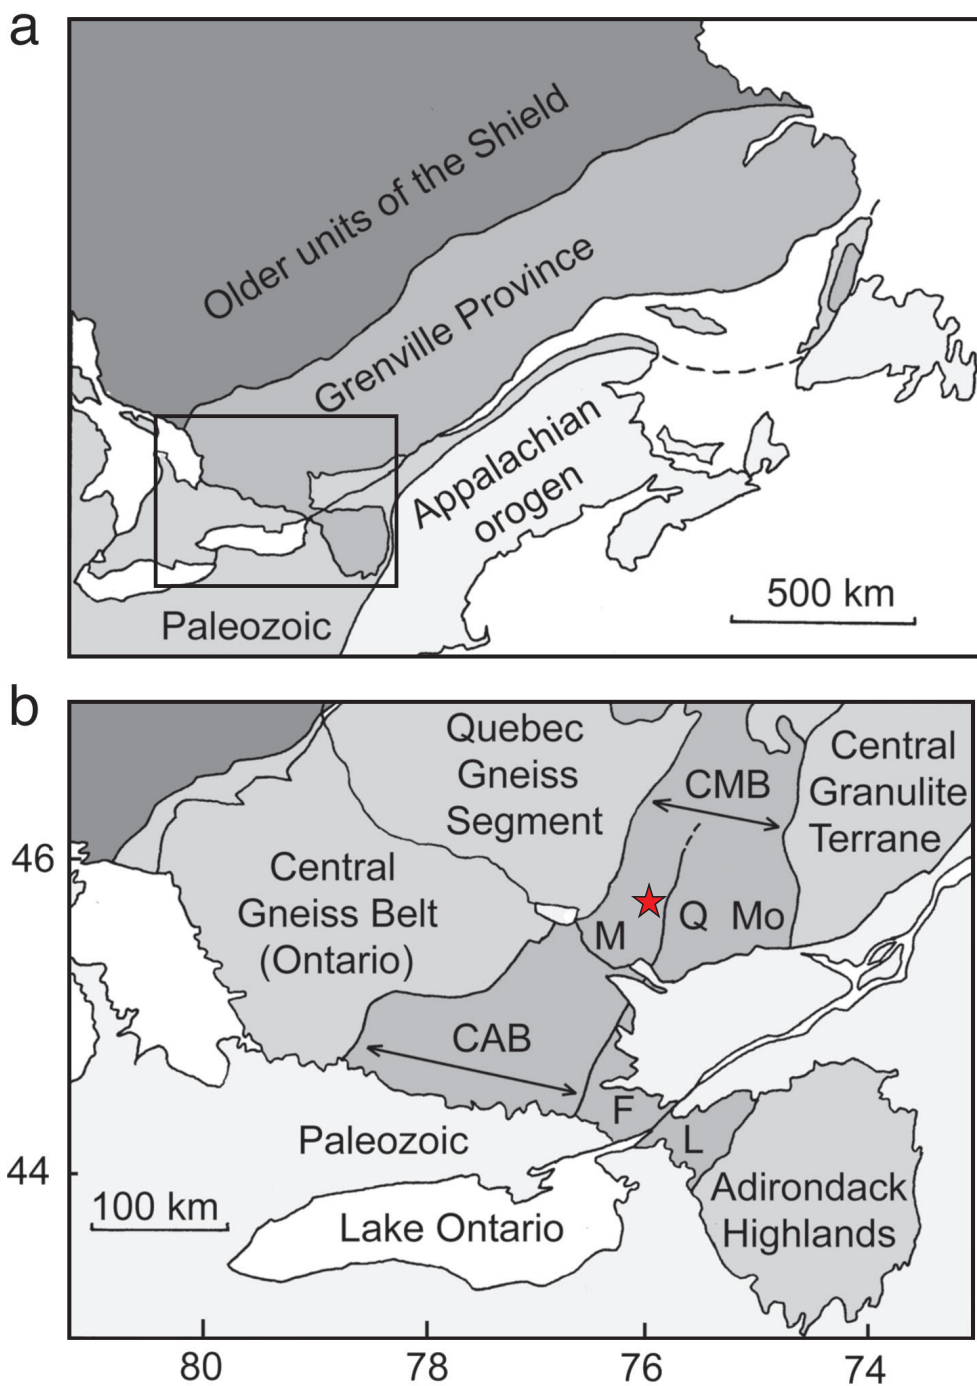 a
Older units of the Shield
Grenville Province
Appalachian
orogen
500 km
Paleozoic
b
Quebec
Gneiss
Segment
CMB
Central
Granulite
Terrane
46
Central
Gneiss Belt
(Ontario)
M
Q
Mo
CAB
F
L
Paleozoic
44
Adirondack
Highlands
100 km
Lake Ontario
80
78
76
74